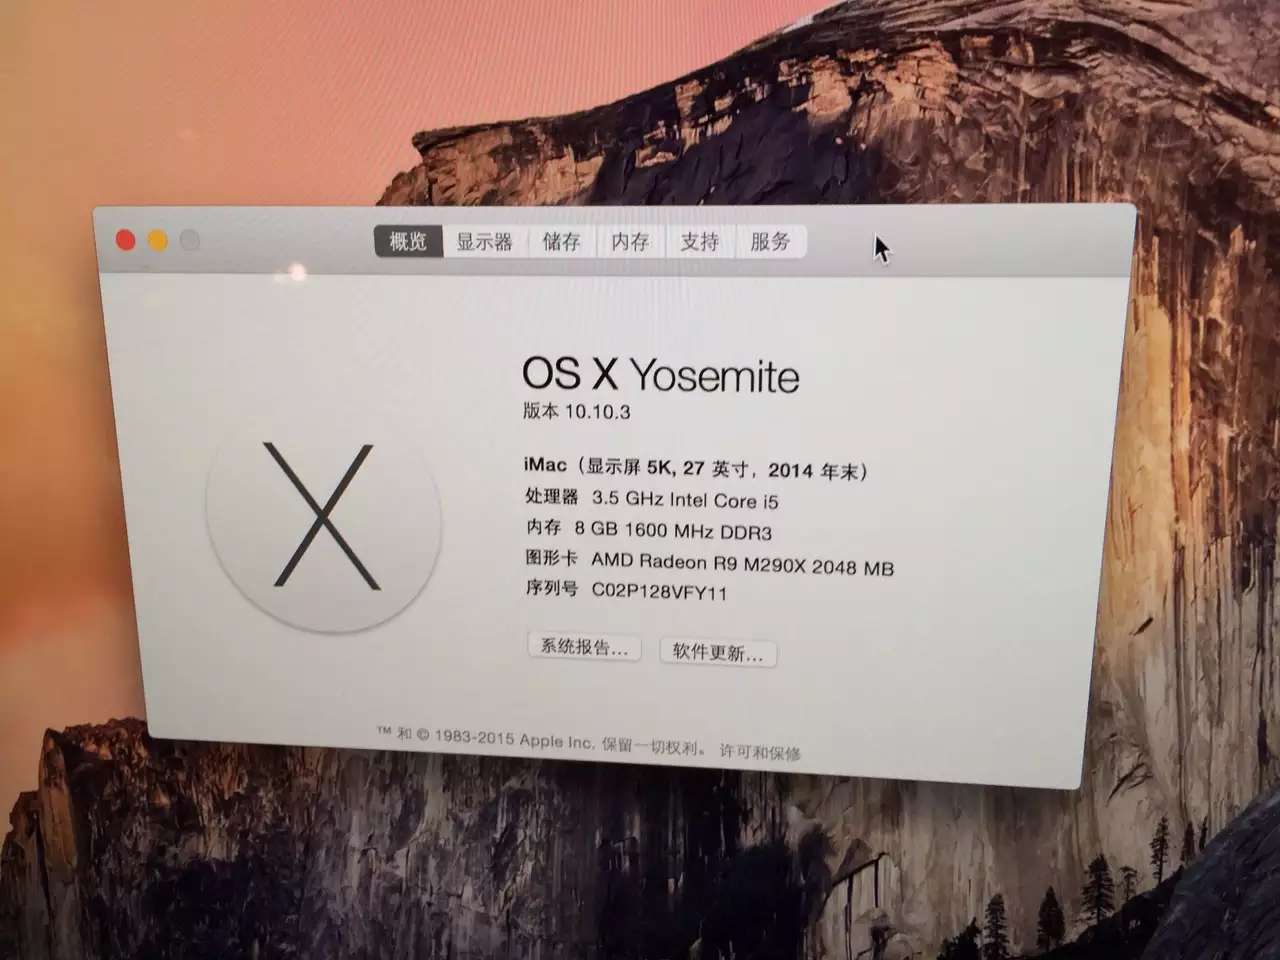 概览 显示器 储存 内存 支持 服务
OS X Yosemite
版本 10.10.3
iMac（显示屏 5K, 27 英寸，2014 年末）
处理器 3.5 GHz Intel Core i5
内存 8 GB 1600 MHz DDR3
图形卡 AMD Radeon R9 M290X 2048 MB
序列号 C02P128VFY11
系统报告... 软件更新...
™ 和 © 1983-2015 Apple Inc. 保留一切权利。 许可和保修